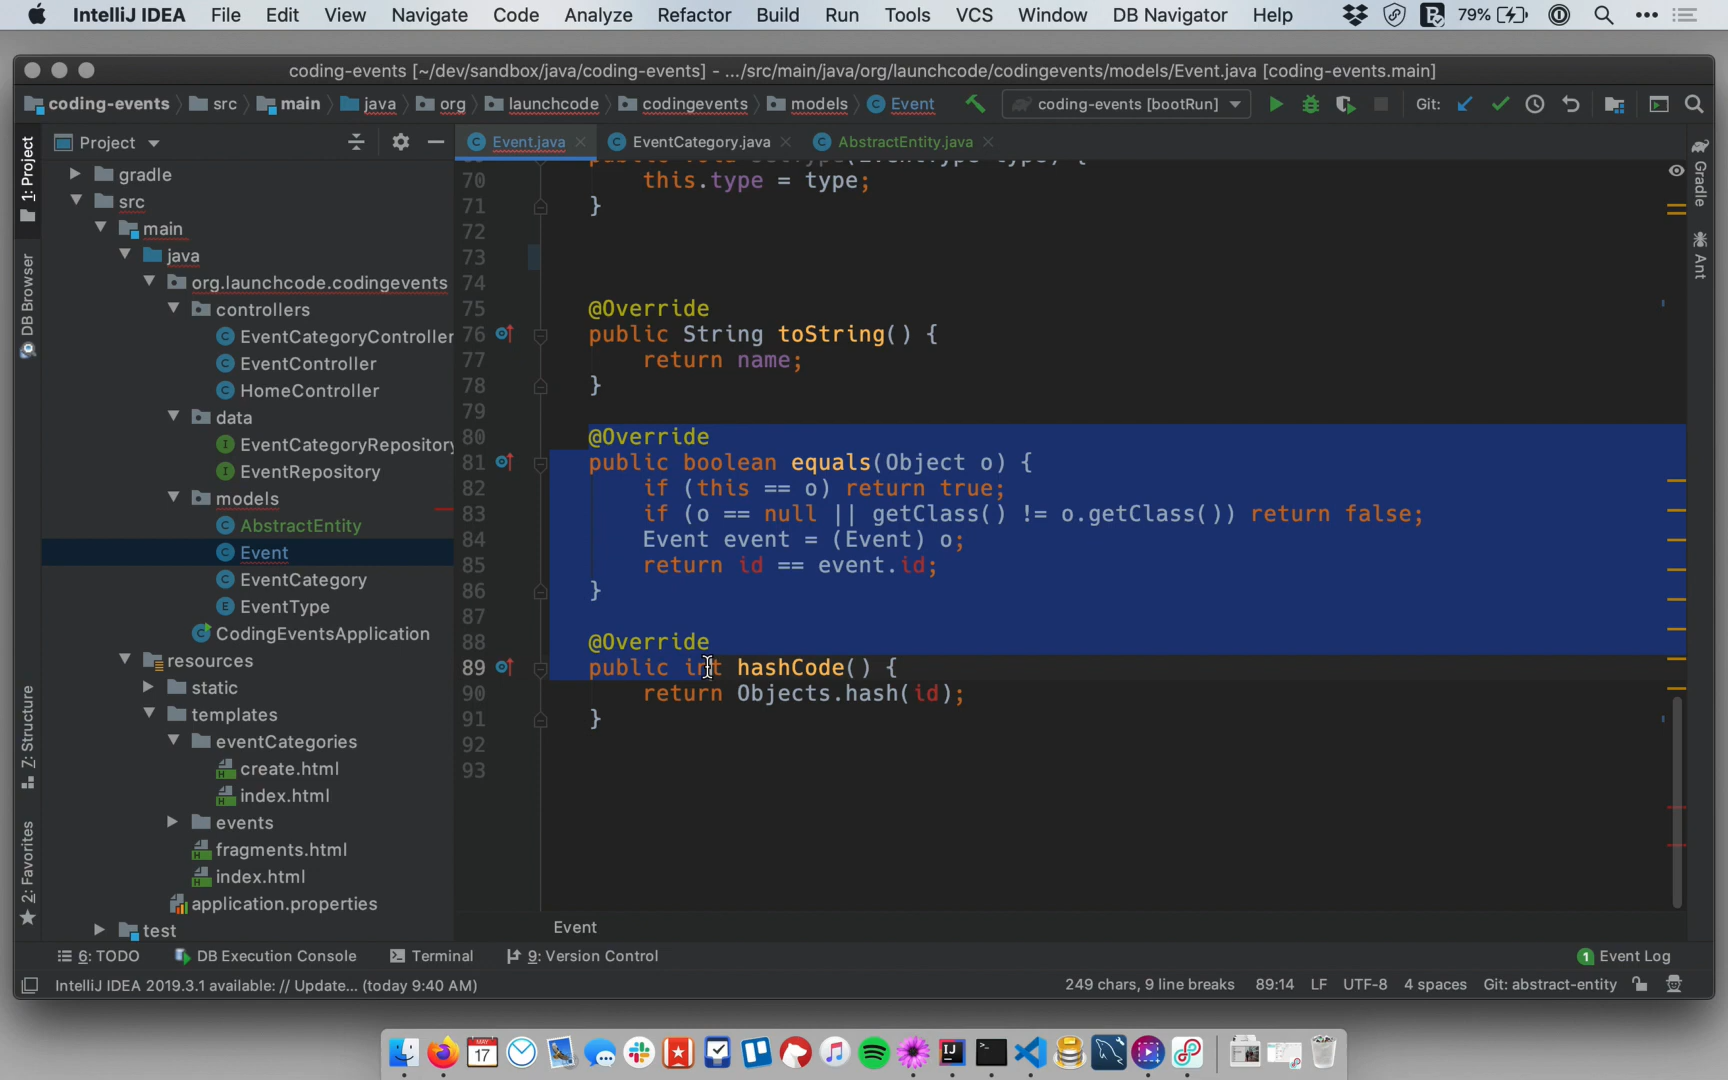 IntelliJ IDEA File Edit View Navigate Code Analyze Refactor Build Run Tools VCS Window DB Navigator Help 79%
coding-events [~/dev/sandbox/java/coding-events] - .../src/main/java/org/launchcode/codingevents/models/Event.java [coding-events.main]
coding-events src main java org launchcode codingevents models Event coding-events [bootRun] Git:
Project
Event.java EventCategory.java AbstractEntity.java
1: Project
DB Browser
7: Structure
2: Favorites
gradle
src
main
java
org.launchcode.codingevents
controllers
EventCategoryController
EventController
HomeController
data
EventCategoryRepository
EventRepository
models
AbstractEntity
Event
EventCategory
EventType
CodingEventsApplication
resources
static
templates
eventCategories
create.html
index.html
events
fragments.html
index.html
application.properties
test
70 this.type = type;
71 }
72
73
74
75 @Override
76 public String toString() {
77 return name;
78 }
79
80 @Override
81 public boolean equals(Object o) {
82 if (this == o) return true;
83 if (o == null || getClass() != o.getClass()) return false;
84 Event event = (Event) o;
85 return id == event.id;
86 }
87
88 @Override
89 public int hashCode() {
90 return Objects.hash(id);
91 }
92
93
Gradle
Ant
Event
6: TODO DB Execution Console Terminal 9: Version Control 1 Event Log
IntelliJ IDEA 2019.3.1 available: // Update... (today 9:40 AM) 249 chars, 9 line breaks 89:14 LF UTF-8 4 spaces Git: abstract-entity
MAY
17
IJ